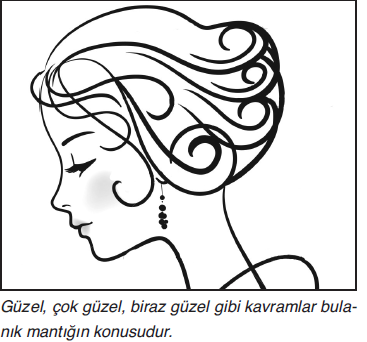 Güzel, çok güzel, biraz güzel gibi kavramlar bula-
nık mantığın konusudur.